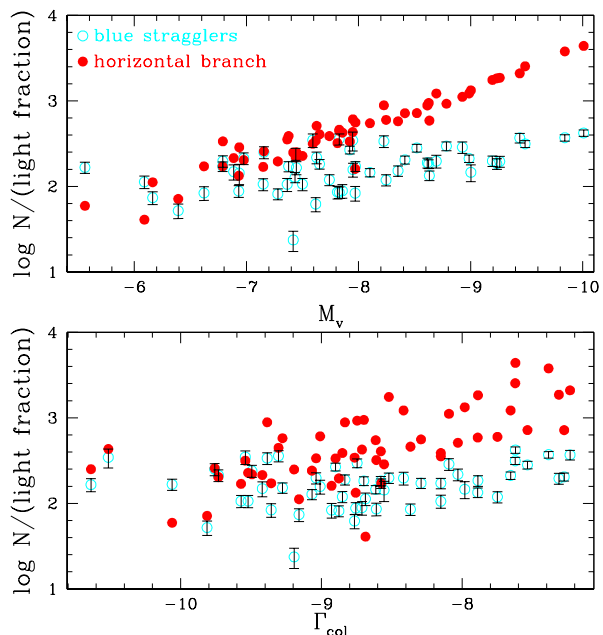 4
blue stragglers
horizontal branch
3
2
1
log N/(light fraction)
-6 -7 -8 -9 -10
M_v
4
3
2
1
log N/(light fraction)
-10 -9 -8
Γ_col